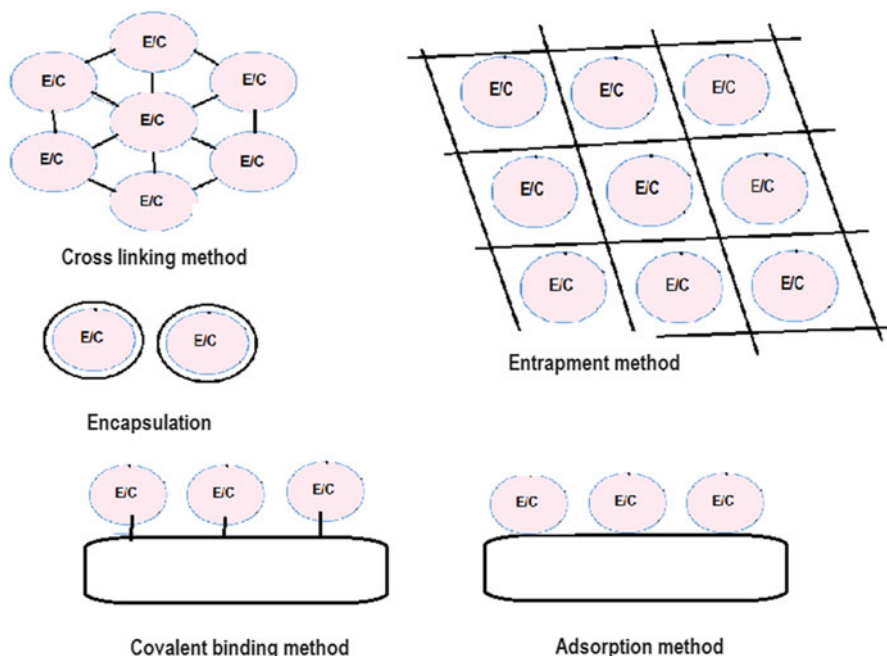 E/C
E/C E/C
E/C
E/C E/C
E/C
Cross linking method
E/C E/C E/C
E/C E/C E/C
E/C E/C E/C
Entrapment method
E/C E/C
Encapsulation
E/C E/C E/C
Covalent binding method
E/C E/C E/C
Adsorption method